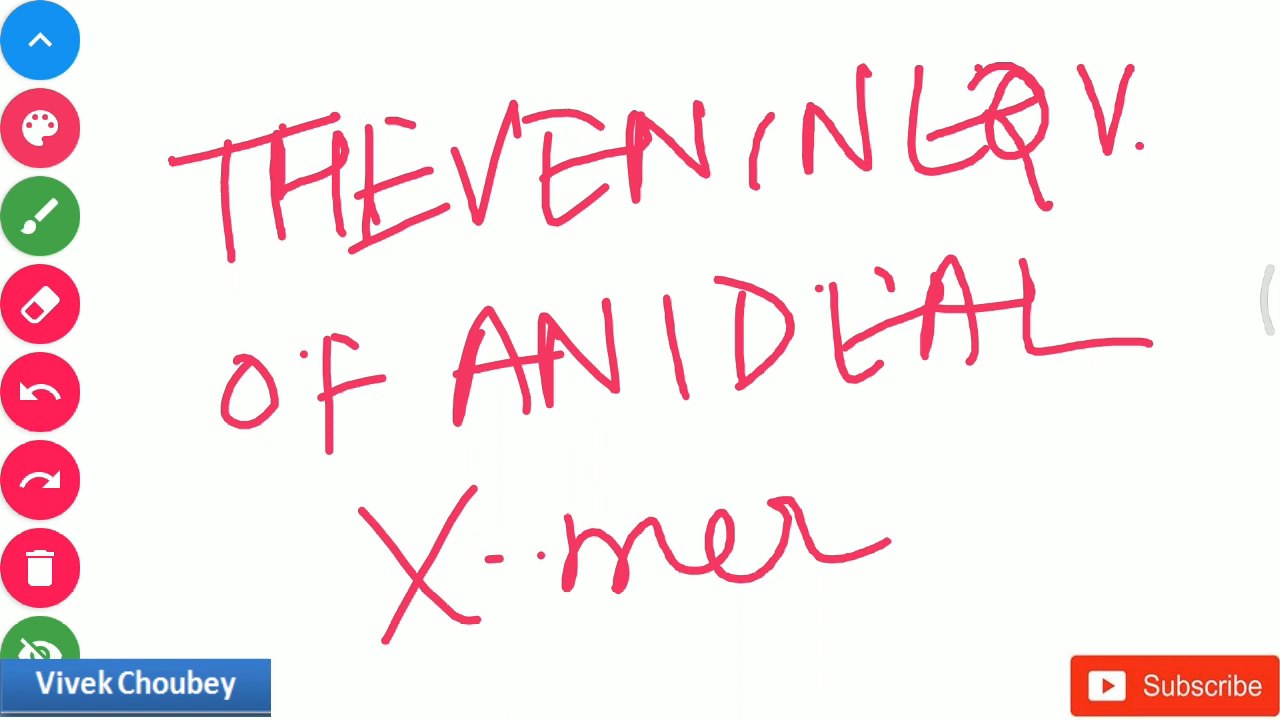 THEVENIN EQV.
OF AN IDEAL
X-mer
Vivek Choubey
Subscribe